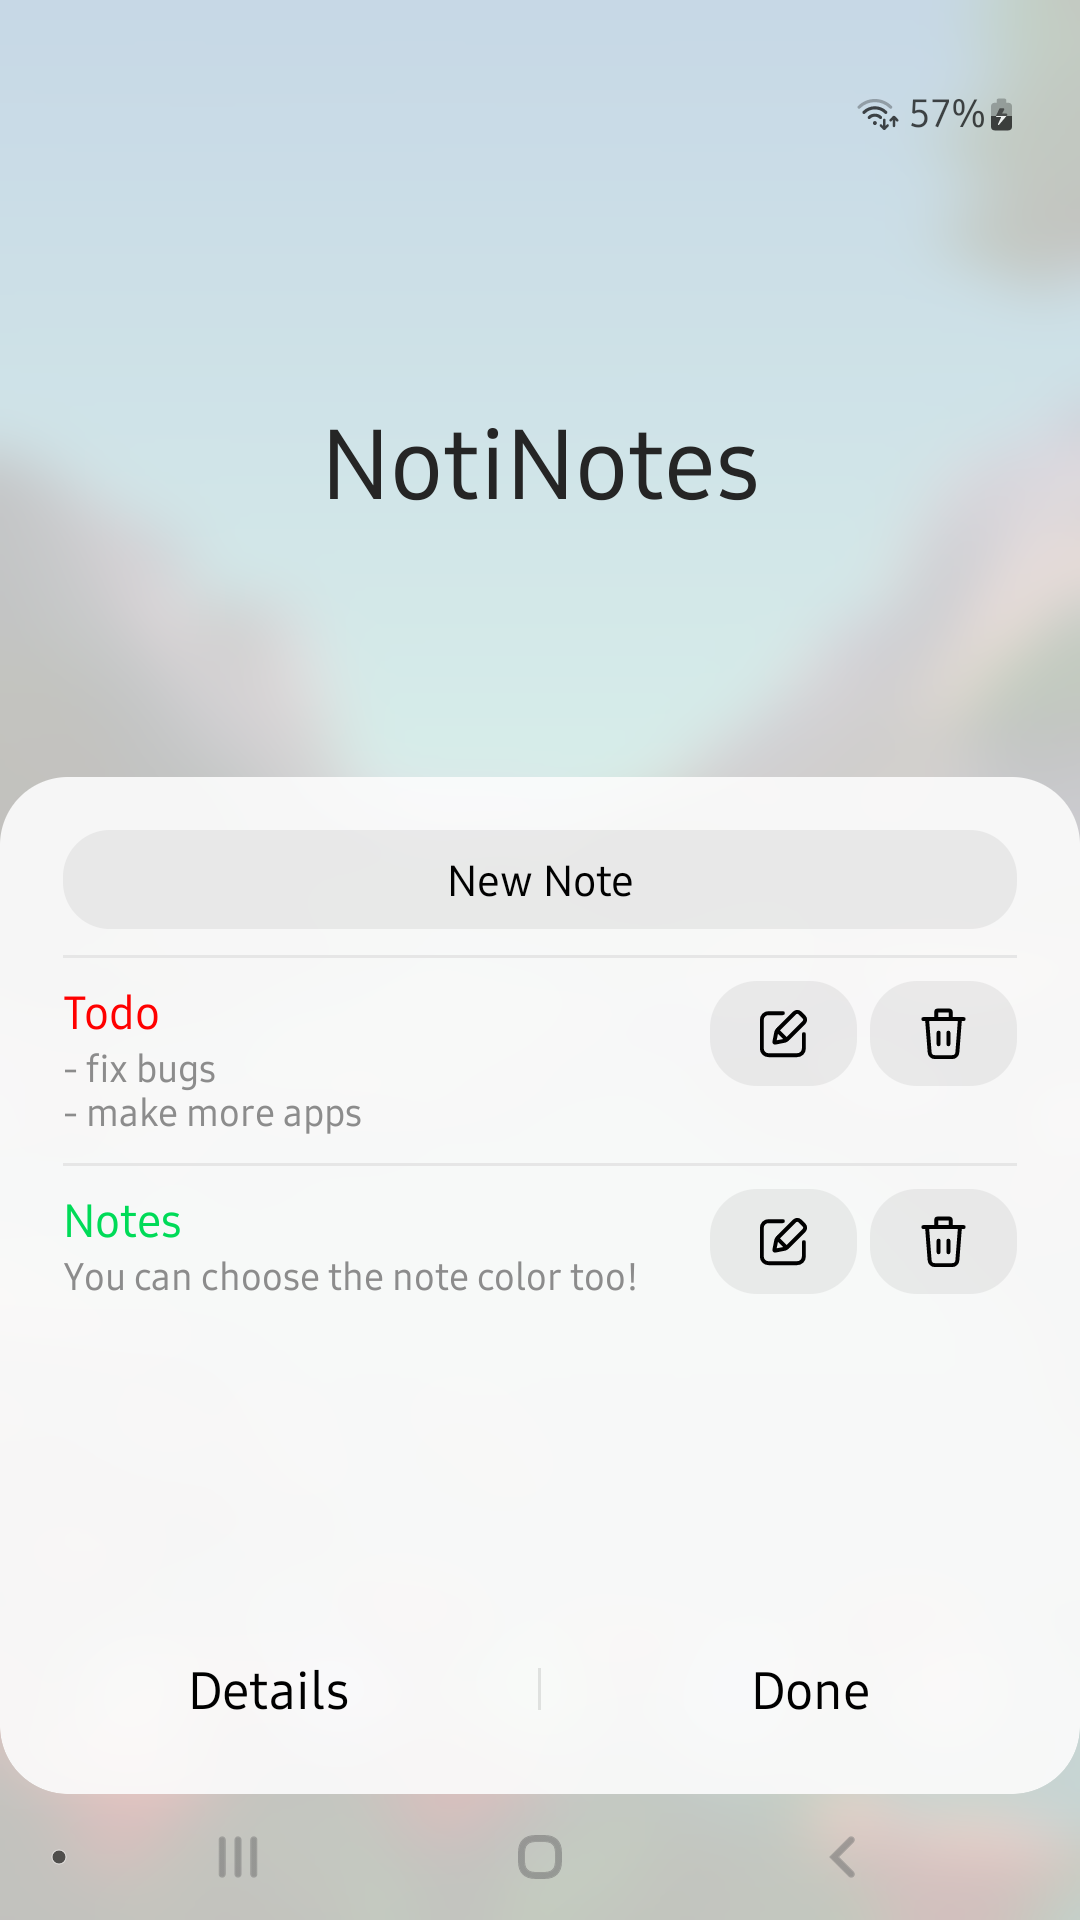 57%
NotiNotes
New Note
Todo
- fix bugs
- make more apps
Notes
You can choose the note color too!
Details
Done